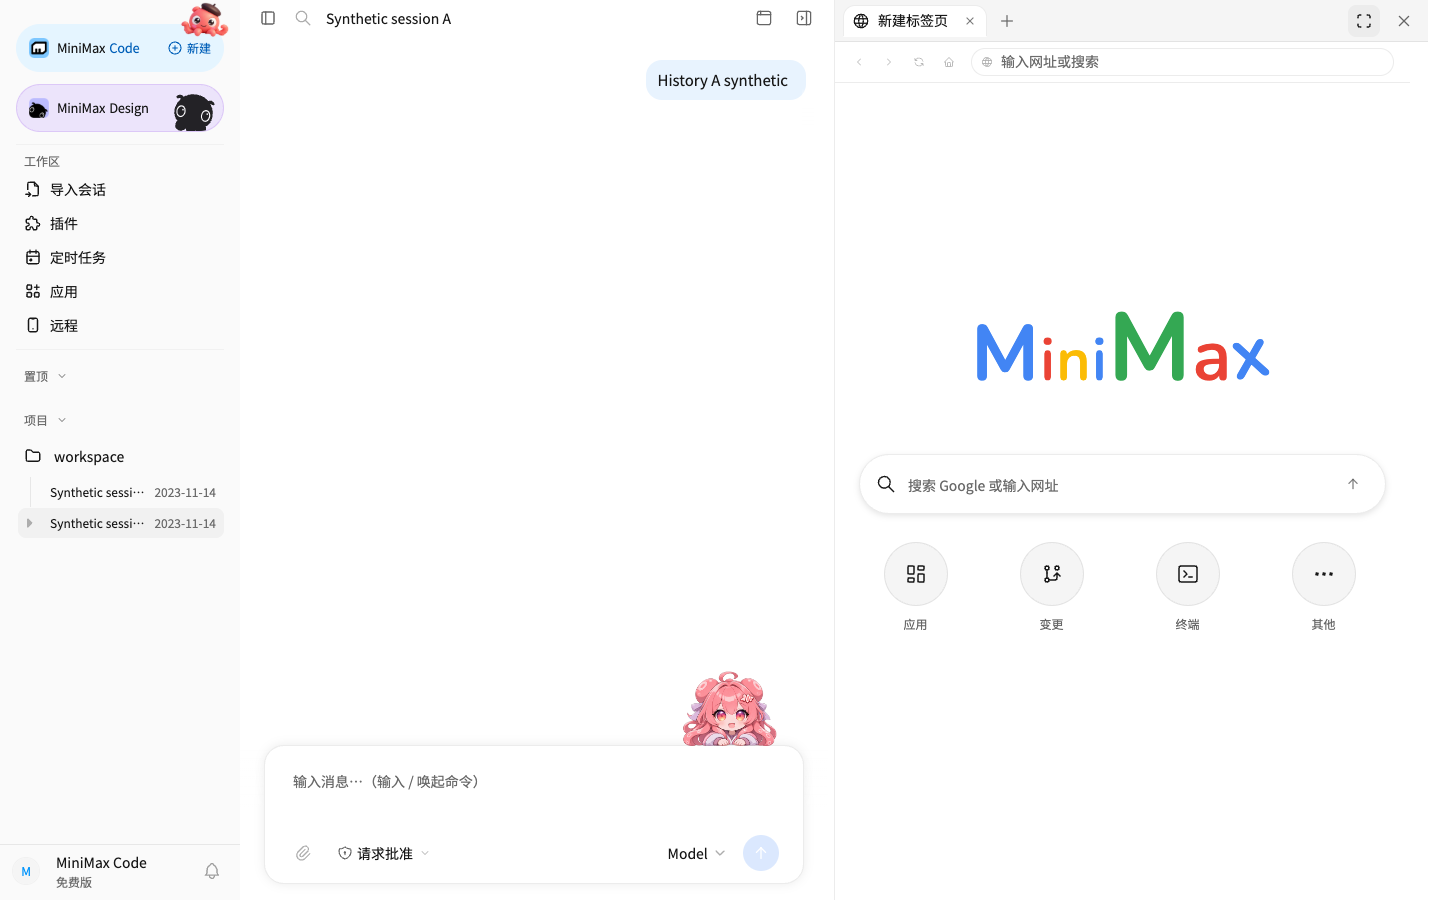 MiniMax Code
新建
MiniMax Design
工作区
导入会话
插件
定时任务
应用
远程
置顶
项目
workspace
Synthetic sessi··· 2023-11-14
Synthetic sessi··· 2023-11-14
M
MiniMax Code
免费版
Synthetic session A
History A synthetic
输入消息…（输入 / 唤起命令）
请求批准
Model
新建标签页
输入网址或搜索
MiniMax
搜索 Google 或输入网址
应用
变更
终端
其他